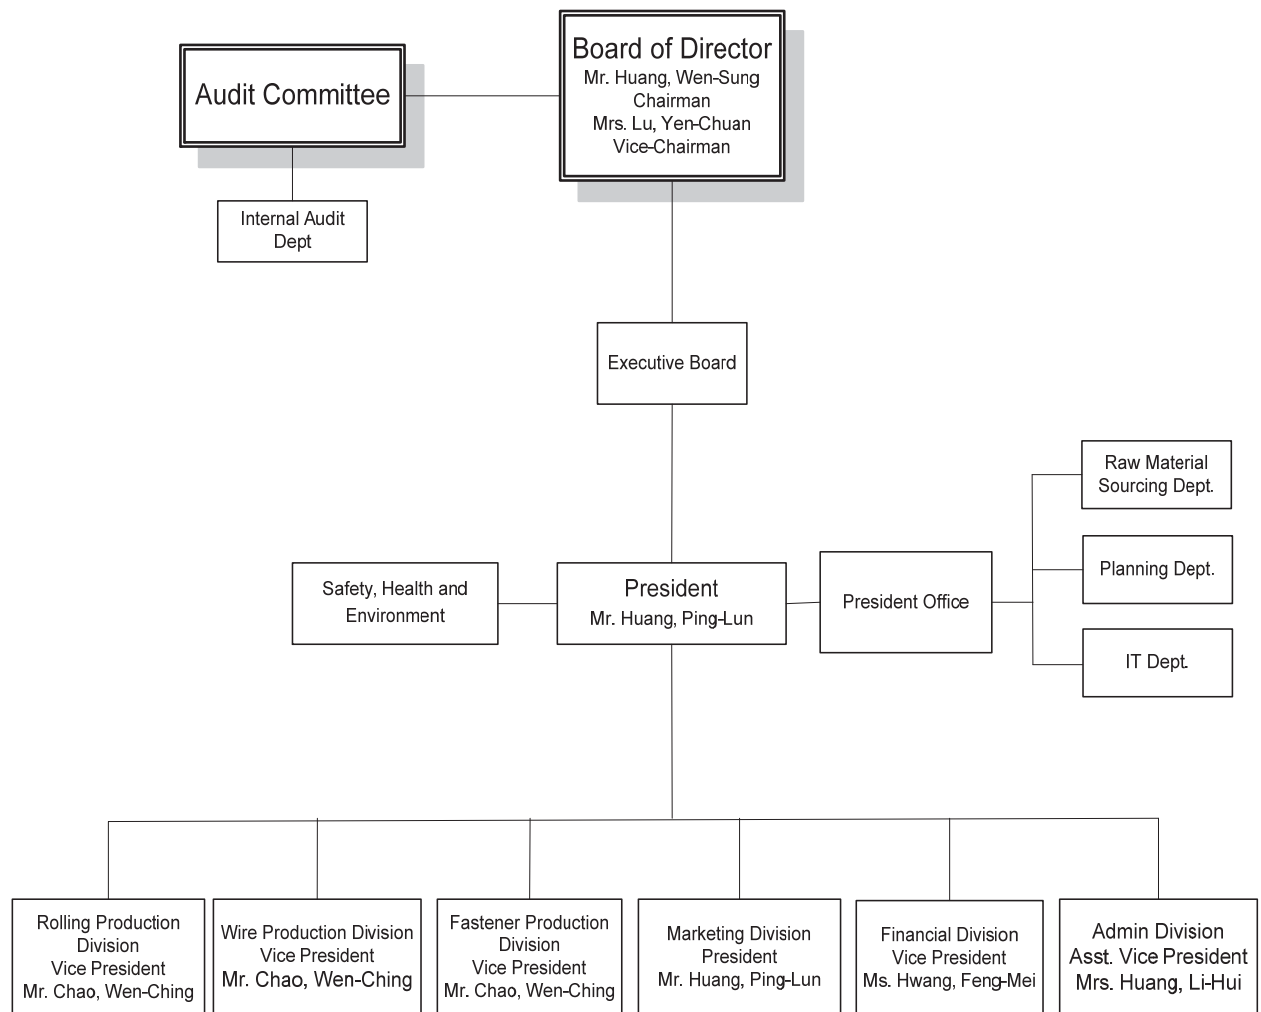 Board of Director
Mr. Huang, Wen-Sung
Chairman
Mrs. Lu, Yen-Chuan
Vice-Chairman
Audit Committee
Internal Audit
Dept
Executive Board
Raw Material
Sourcing Dept.
Planning Dept.
IT Dept.
Safety, Health and
Environment
President
Mr. Huang, Ping-Lun
President Office
Rolling Production
Division
Vice President
Mr. Chao, Wen-Ching
Wire Production Division
Vice President
Mr. Chao, Wen-Ching
Fastener Production
Division
Vice President
Mr. Chao, Wen-Ching
Marketing Division
President
Mr. Huang, Ping-Lun
Financial Division
Vice President
Ms. Hwang, Feng-Mei
Admin Division
Asst. Vice President
Mrs. Huang, Li-Hui